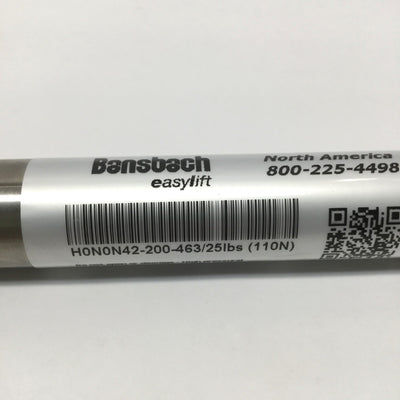 Bansbach
easylift
North America
800-225-4498
H0N0N42-200-463/25lbs (110N)